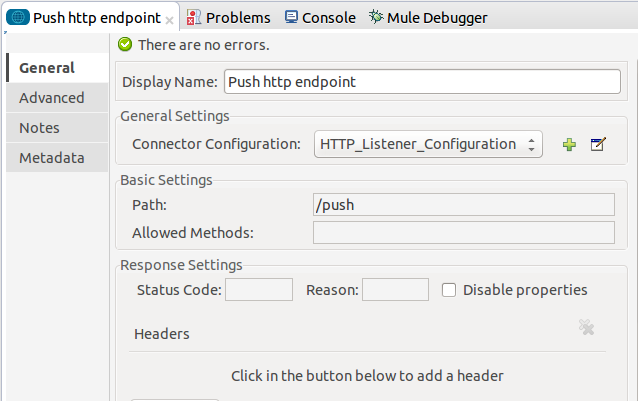 Push http endpoint Problems Console Mule Debugger
There are no errors.
General
Advanced
Notes
Metadata
Display Name: Push http endpoint
General Settings
Connector Configuration: HTTP_Listener_Configuration
Basic Settings
Path: /push
Allowed Methods:
Response Settings
Status Code: Reason: Disable properties
Headers
Click in the button below to add a header